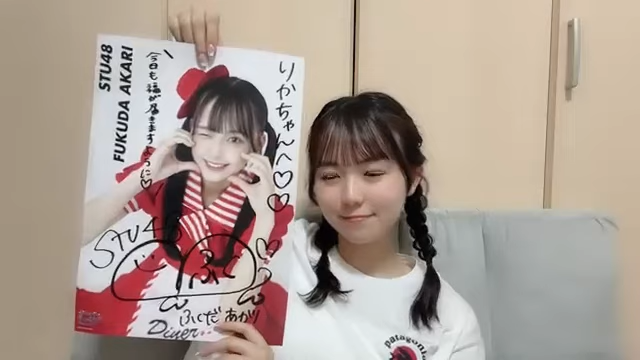 STU48
FUKUDA AKARI
りかちゃんへ♡♡
今日も福が届きますように♡
STU48
ふく
ふくだ あかり
Diner
patagonia